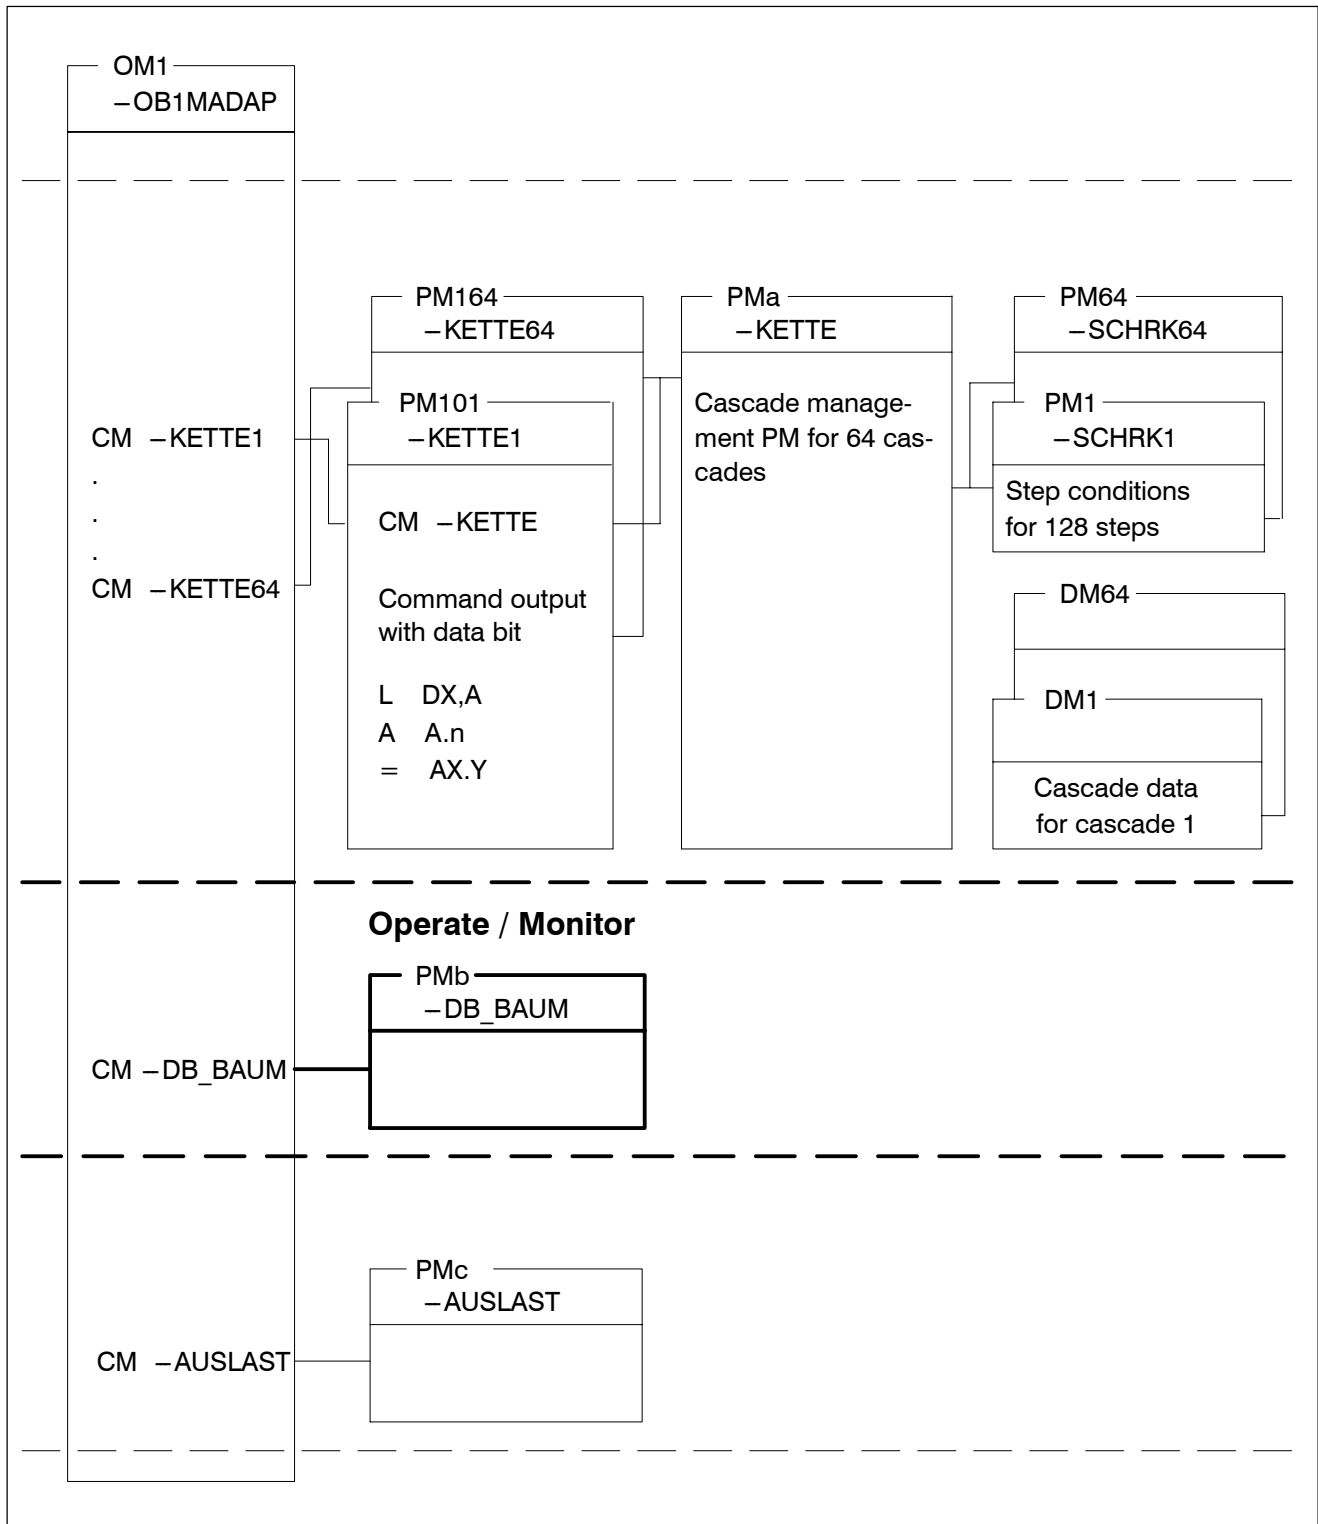 OM1
–OB1MADAP
PM164
–KETTE64
PMa
–KETTE
PM64
–SCHRK64
PM101
–KETTE1
Cascade manage-
ment PM for 64 cas-
cades
PM1
–SCHRK1
CM –KETTE1
.
.
.
CM –KETTE64
CM –KETTE
Command output
with data bit
L DX,A
A A.n
= AX.Y
Step conditions
for 128 steps
DM64
DM1
Cascade data
for cascade 1
Operate / Monitor
PMb
–DB_BAUM
CM –DB_BAUM
PMc
–AUSLAST
CM –AUSLAST